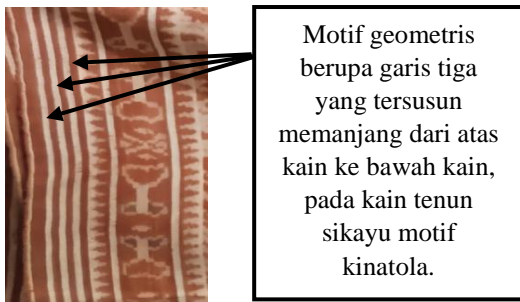 Motif geometris
berupa garis tiga
yang tersusun
memanjang dari atas
kain ke bawah kain,
pada kain tenun
sikayu motif
kinatola.